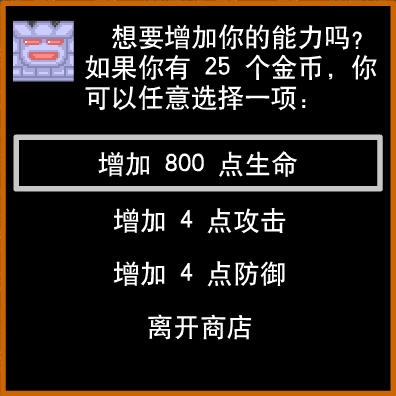 想要增加你的能力吗?
如果你有 25 个金币, 你
可以任意选择一项:
增加 800 点生命
增加 4 点攻击
增加 4 点防御
离开商店